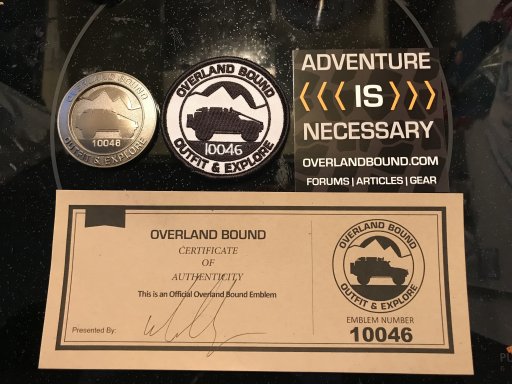 OVERLAND BOUND
10046
OUTFIT & EXPLORE
OVERLAND BOUND
10046
OUTFIT & EXPLORE
ADVENTURE
IS
NECESSARY
OVERLANDBOUND.COM
FORUMS | ARTICLES | GEAR
OVERLAND BOUND
CERTIFICATE
OF
AUTHENTICITY
This is an Official Overland Bound Emblem
Presented By:
OVERLAND BOUND
OUTFIT & EXPLORE
EMBLEM NUMBER
10046